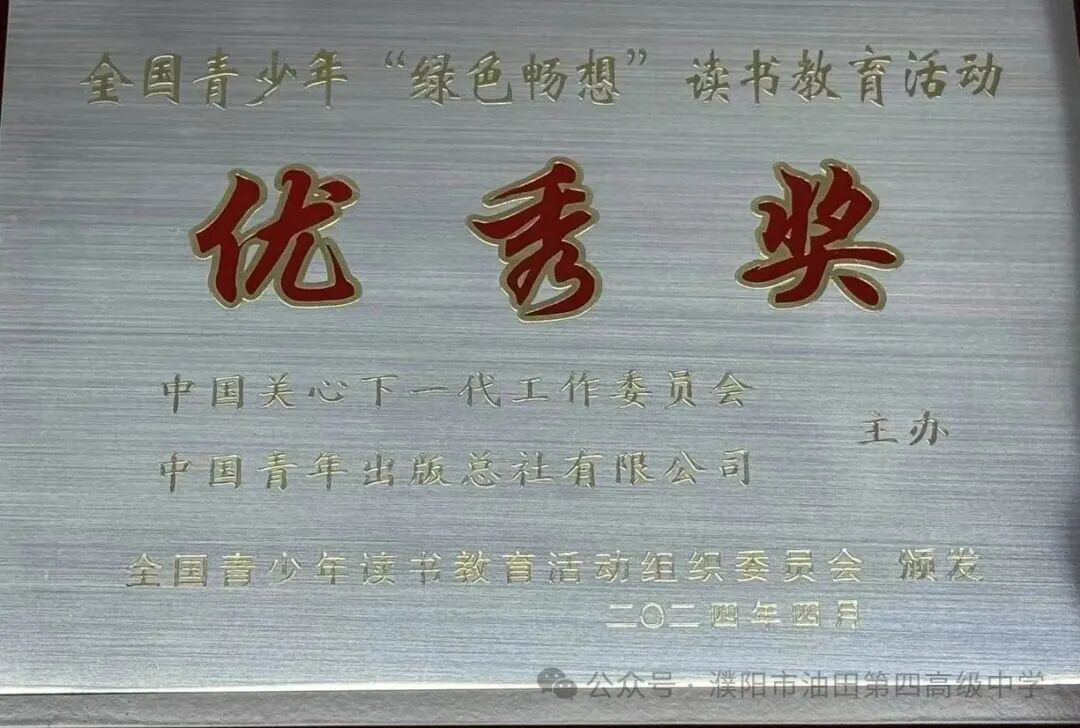 全国青少年“绿色畅想”读书教育活动
优秀奖
中国关心下一代工作委员会
中国青年出版总社有限公司
主办
全国青少年读书教育活动组织委员会 颁发
二〇二四年四月
公众号·濮阳市油田第四高级中学